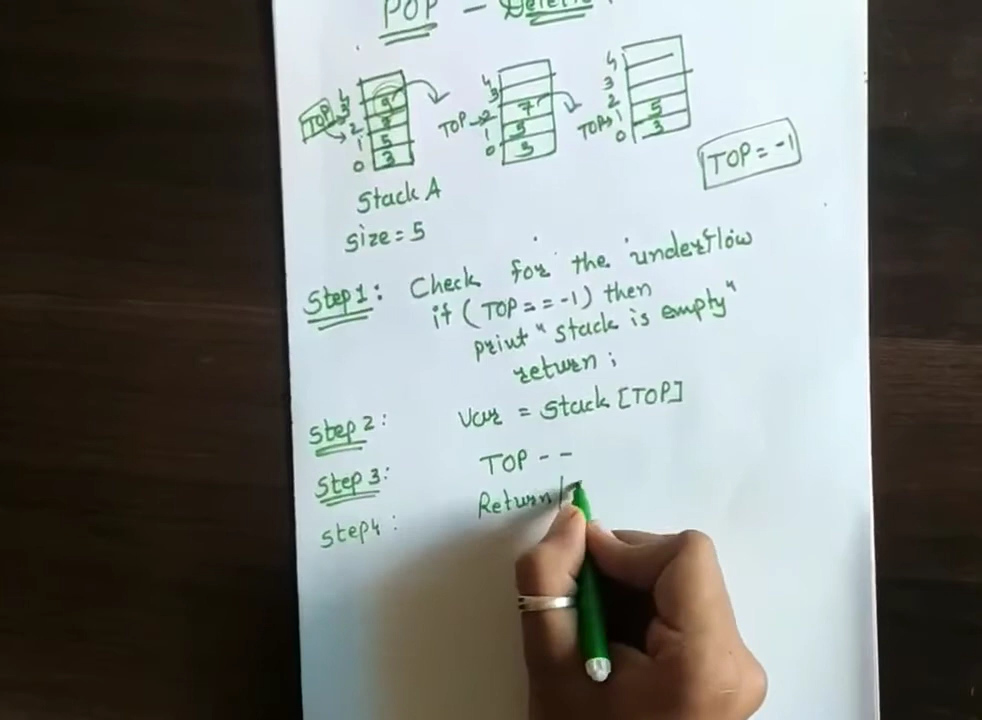 POP - Delete
4 4 4
3 9 3 3
TOP 2 7 TOP 2 7 2 5
1 5 1 5 TOP 1 3
0 3 0 3 0
TOP = -1
Stack A
size = 5
Step 1: Check for the underflow
if (TOP == -1) then
print "stack is empty"
return;
Step 2: Var = Stack [TOP]
Step 3: TOP --
Step 4: Return